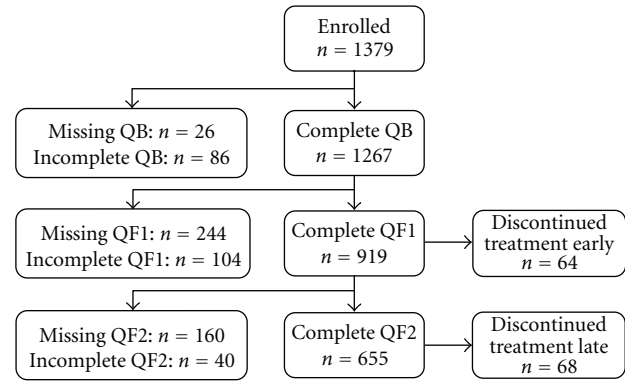 Enrolled
n = 1379
Missing QB: n = 26
Incomplete QB: n = 86
Complete QB
n = 1267
Missing QF1: n = 244
Incomplete QF1: n = 104
Complete QF1
n = 919
Discontinued
treatment early
n = 64
Missing QF2: n = 160
Incomplete QF2: n = 40
Complete QF2
n = 655
Discontinued
treatment late
n = 68